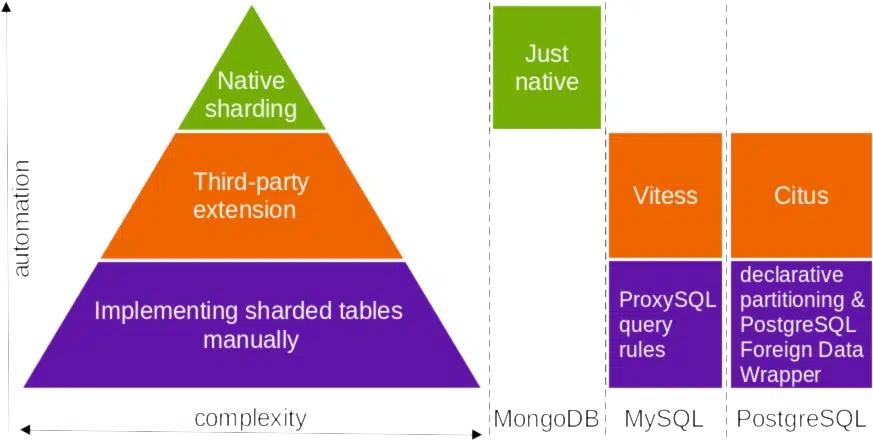 Native
sharding
Third-party
extension
Implementing sharded tables
manually
automation
complexity
Just
native
MongoDB
Vitess
ProxySQL
query
rules
MySQL
Citus
declarative
partitioning &
PostgreSQL
Foreign Data
Wrapper
PostgreSQL